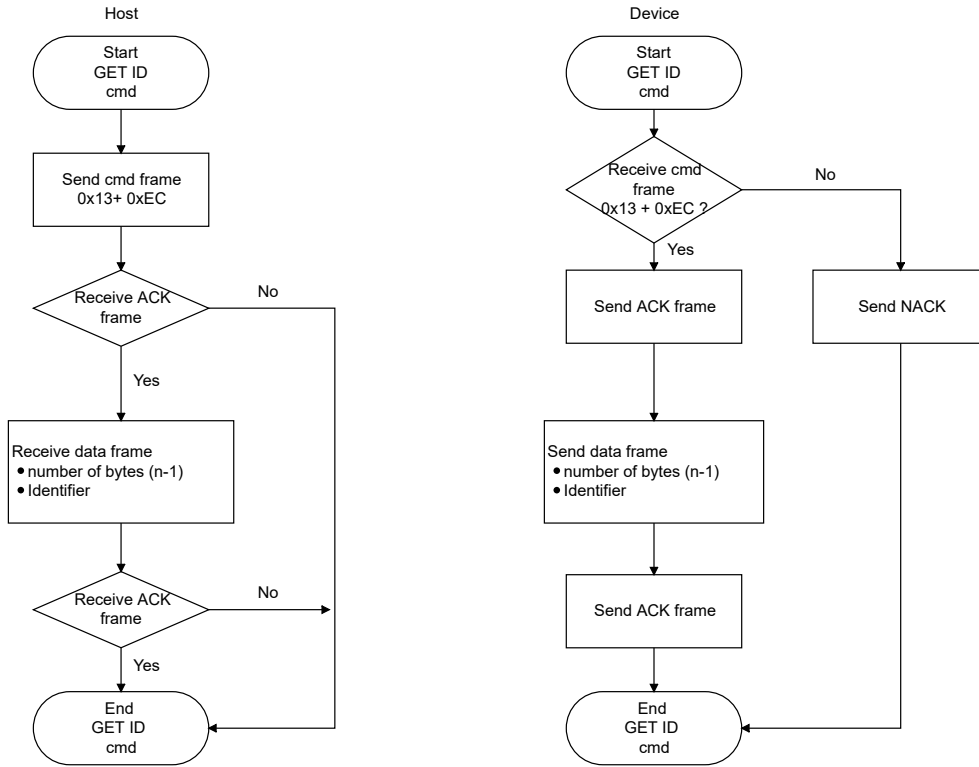 Host
Start
GET ID
cmd
Send cmd frame
0x13+ 0xEC
Receive ACK
frame
No
Yes
Receive data frame
• number of bytes (n-1)
• Identifier
Receive ACK
frame
No
Yes
End
GET ID
cmd
Device
Start
GET ID
cmd
Receive cmd
frame
0x13 + 0xEC ?
No
Yes
Send ACK frame
Send NACK
Send data frame
• number of bytes (n-1)
• Identifier
Send ACK frame
End
GET ID
cmd